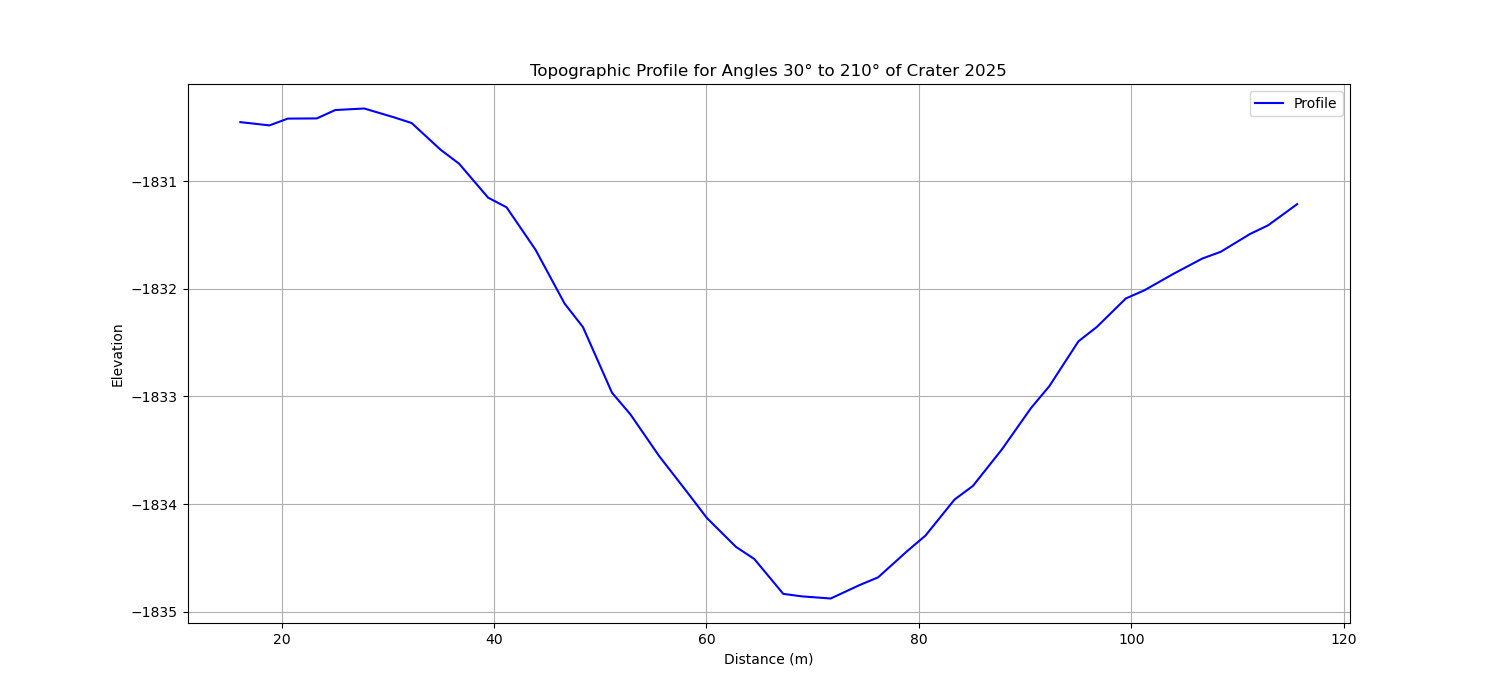 Topographic Profile for Angles 30° to 210° of Crater 2025
Profile
−1831
−1832
−1833
−1834
−1835
Elevation
20 40 60 80 100 120
Distance (m)